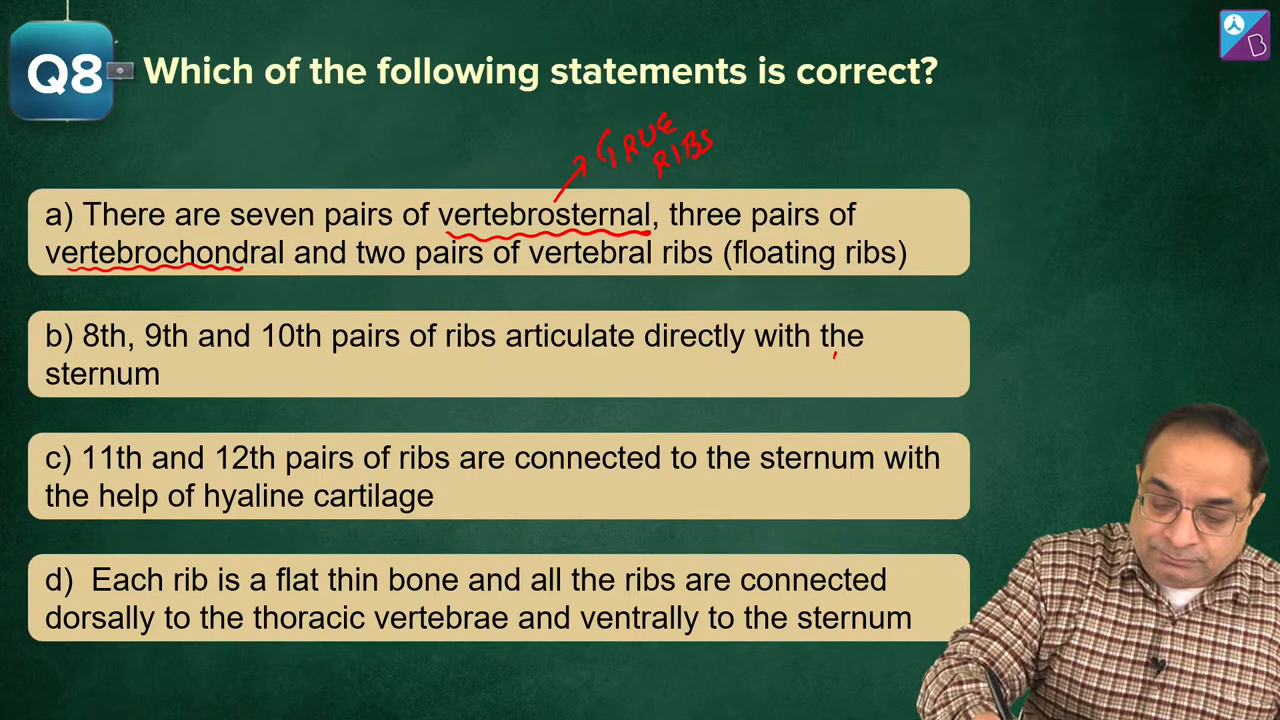 Q8
Which of the following statements is correct?
TRUE
RIBS
a) There are seven pairs of vertebrosternal, three pairs of
vertebrochondral and two pairs of vertebral ribs (floating ribs)
b) 8th, 9th and 10th pairs of ribs articulate directly with the
sternum
c) 11th and 12th pairs of ribs are connected to the sternum with
the help of hyaline cartilage
d) Each rib is a flat thin bone and all the ribs are connected
dorsally to the thoracic vertebrae and ventrally to the sternum
B